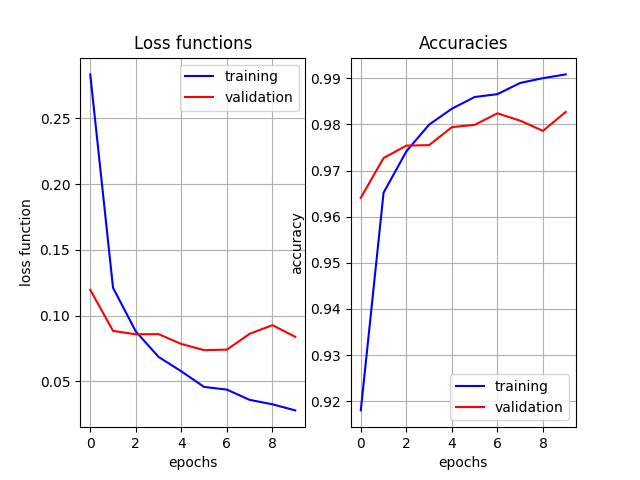 Loss functions
training
validation
0.25
0.20
0.15
0.10
0.05
0 2 4 6 8
epochs
loss function
Accuracies
0.99
0.98
0.97
0.96
0.95
0.94
0.93
0.92
training
validation
0 2 4 6 8
epochs
accuracy